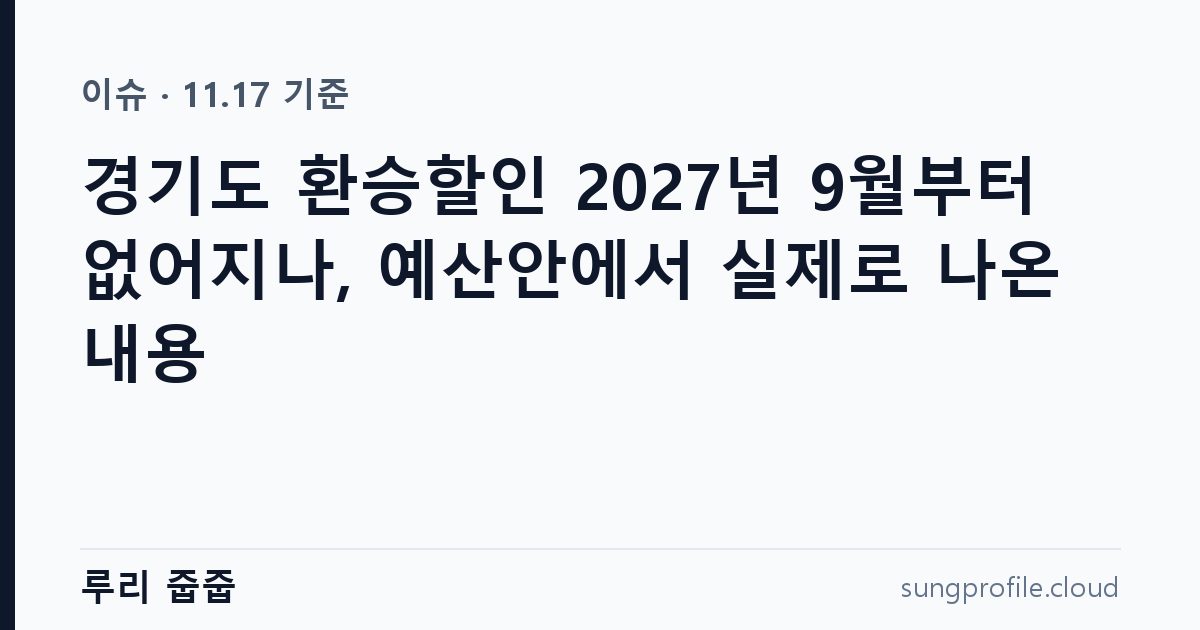 이슈 · 11.17 기준
경기도 환승할인 2027년 9월부터
없어지나, 예산안에서 실제로 나온
내용
루리 줍줍
sungprofile.cloud